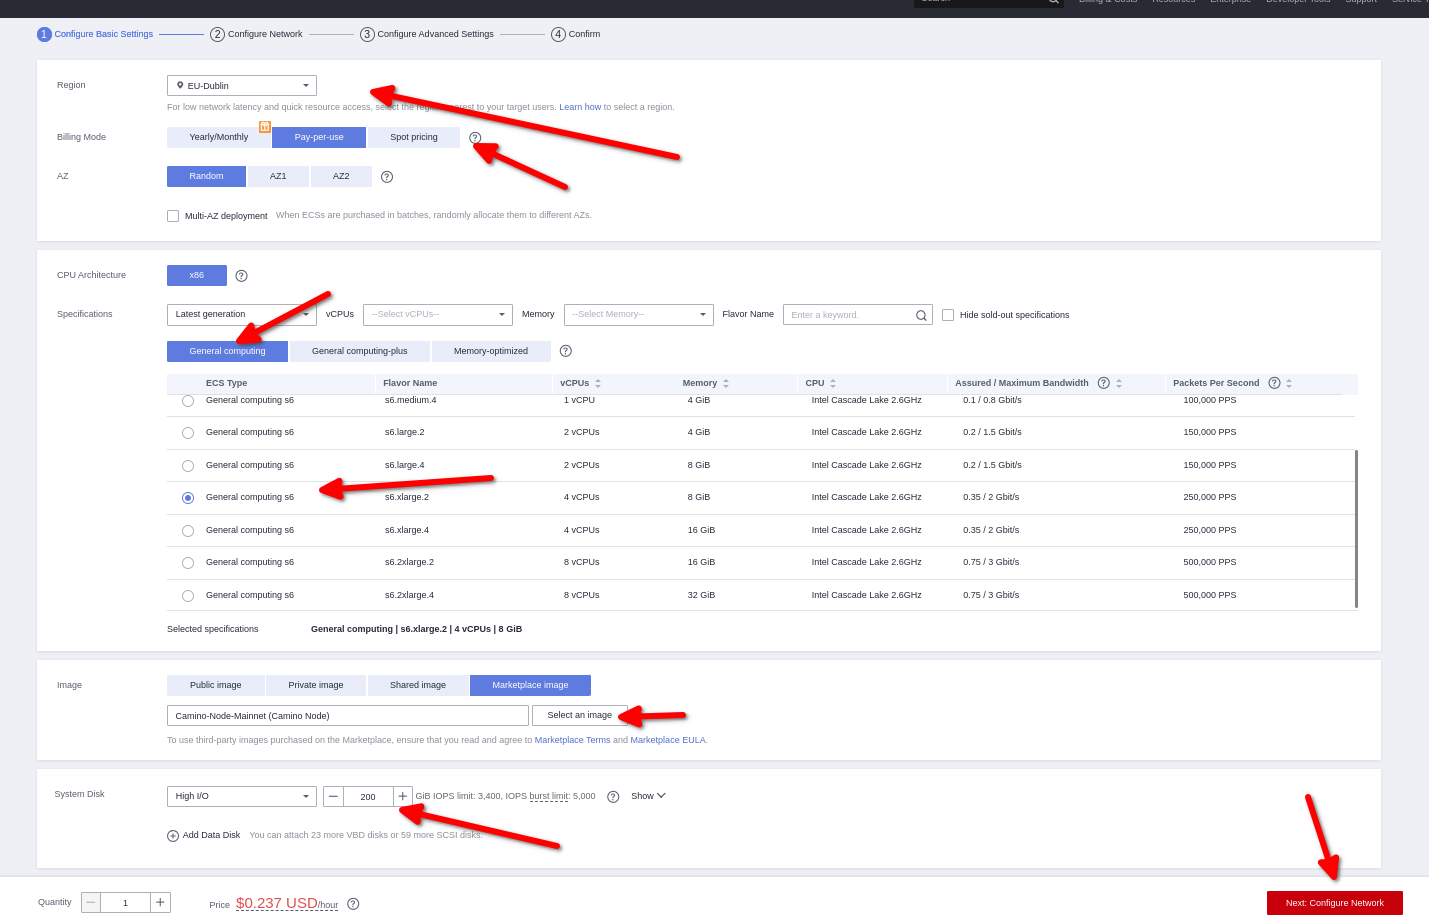 Search Billing & Costs Resources Enterprise Developer Tools Support Service
1 Configure Basic Settings 2 Configure Network 3 Configure Advanced Settings 4 Confirm
Region EU-Dublin
For low network latency and quick resource access, select the region nearest to your target users. Learn how to select a region.
Billing Mode Yearly/Monthly Pay-per-use Spot pricing ?
AZ Random AZ1 AZ2 ?
Multi-AZ deployment When ECSs are purchased in batches, randomly allocate them to different AZs.
CPU Architecture x86 ?
Specifications Latest generation vCPUs --Select vCPUs-- Memory --Select Memory-- Flavor Name Enter a keyword. Hide sold-out specifications
General computing General computing-plus Memory-optimized ?
ECS Type Flavor Name vCPUs Memory CPU Assured / Maximum Bandwidth ? Packets Per Second ?
General computing s6 s6.medium.4 1 vCPU 4 GiB Intel Cascade Lake 2.6GHz 0.1 / 0.8 Gbit/s 100,000 PPS
General computing s6 s6.large.2 2 vCPUs 4 GiB Intel Cascade Lake 2.6GHz 0.2 / 1.5 Gbit/s 150,000 PPS
General computing s6 s6.large.4 2 vCPUs 8 GiB Intel Cascade Lake 2.6GHz 0.2 / 1.5 Gbit/s 150,000 PPS
General computing s6 s6.xlarge.2 4 vCPUs 8 GiB Intel Cascade Lake 2.6GHz 0.35 / 2 Gbit/s 250,000 PPS
General computing s6 s6.xlarge.4 4 vCPUs 16 GiB Intel Cascade Lake 2.6GHz 0.35 / 2 Gbit/s 250,000 PPS
General computing s6 s6.2xlarge.2 8 vCPUs 16 GiB Intel Cascade Lake 2.6GHz 0.75 / 3 Gbit/s 500,000 PPS
General computing s6 s6.2xlarge.4 8 vCPUs 32 GiB Intel Cascade Lake 2.6GHz 0.75 / 3 Gbit/s 500,000 PPS
Selected specifications General computing | s6.xlarge.2 | 4 vCPUs | 8 GiB
Image Public image Private image Shared image Marketplace image
Camino-Node-Mainnet (Camino Node) Select an image
To use third-party images purchased on the Marketplace, ensure that you read and agree to Marketplace Terms and Marketplace EULA.
System Disk High I/O 200 GiB IOPS limit: 3,400, IOPS burst limit: 5,000 ? Show
Add Data Disk You can attach 23 more VBD disks or 59 more SCSI disks.
Quantity 1 Price $0.237 USD/hour ? Next: Configure Network